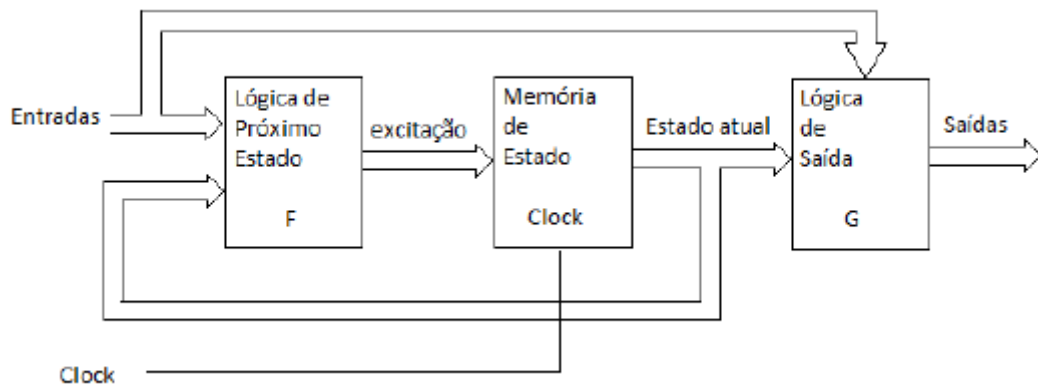 Entradas
Lógica de
Próximo
Estado
F
excitação
Memória
de
Estado
Clock
Estado atual
Lógica
de
Saída
G
Saídas
Clock